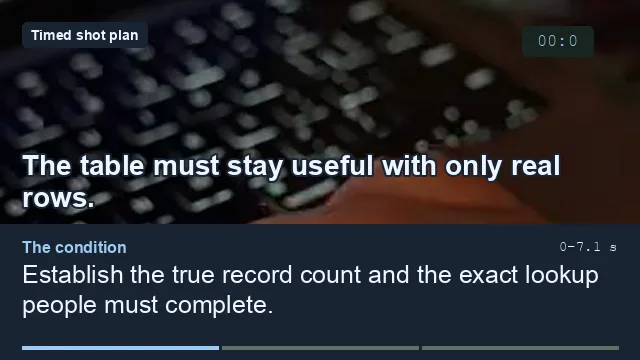 Timed shot plan
00:0
The table must stay useful with only real
rows.
The condition
0–7.1 s
Establish the true record count and the exact lookup
people must complete.